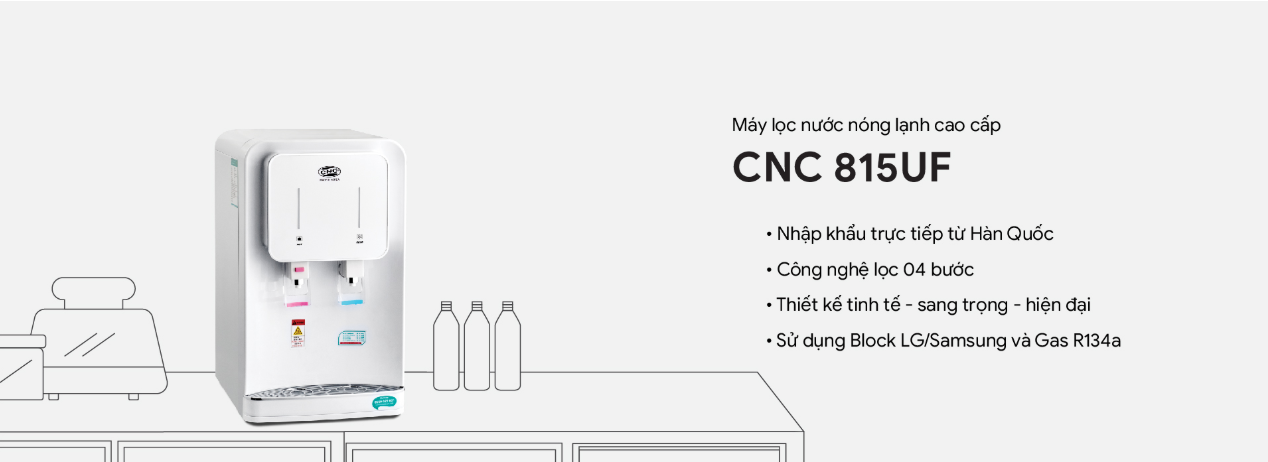 Máy lọc nước nóng lạnh cao cấp
CNC 815UF
• Nhập khẩu trực tiếp từ Hàn Quốc
• Công nghệ lọc 04 bước
• Thiết kế tinh tế - sang trọng - hiện đại
• Sử dụng Block LG/Samsung và Gas R134a
CNC